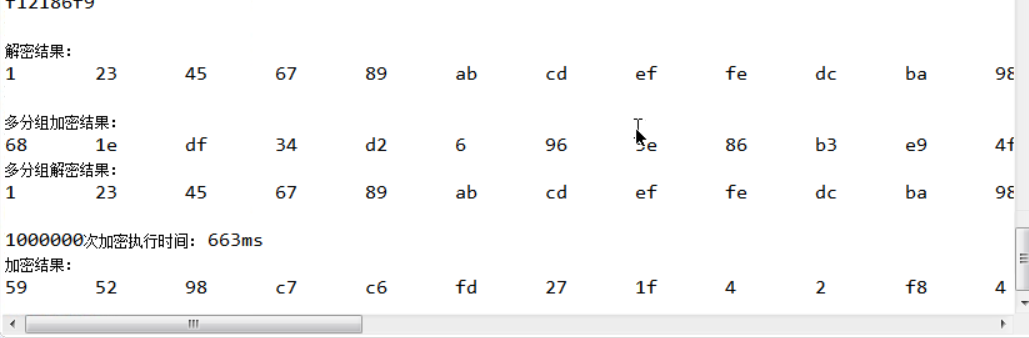 f12186f9
解密结果:
1 23 45 67 89 ab cd ef fe dc ba 98
多分组加密结果:
68 1e df 34 d2 6 96 5e 86 b3 e9 4f
多分组解密结果:
1 23 45 67 89 ab cd ef fe dc ba 98
1000000次加密执行时间: 663ms
加密结果:
59 52 98 c7 c6 fd 27 1f 4 2 f8 4